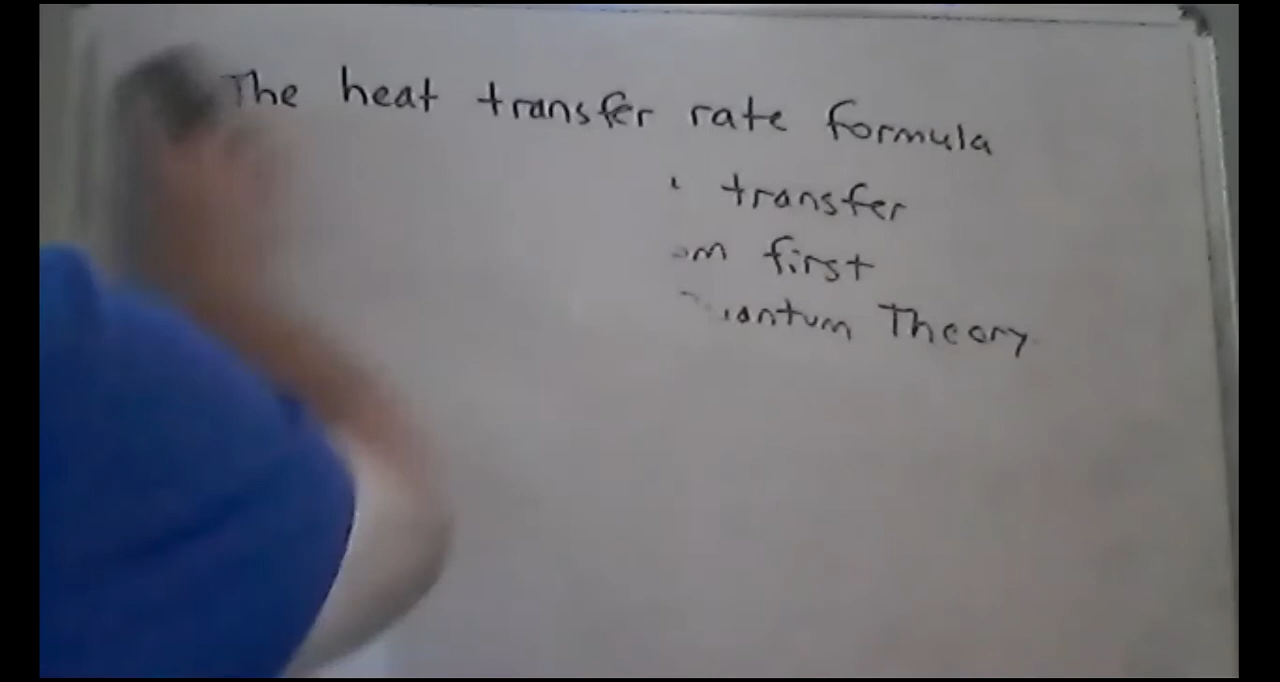 The heat transfer rate formula
transfer
first
Theory